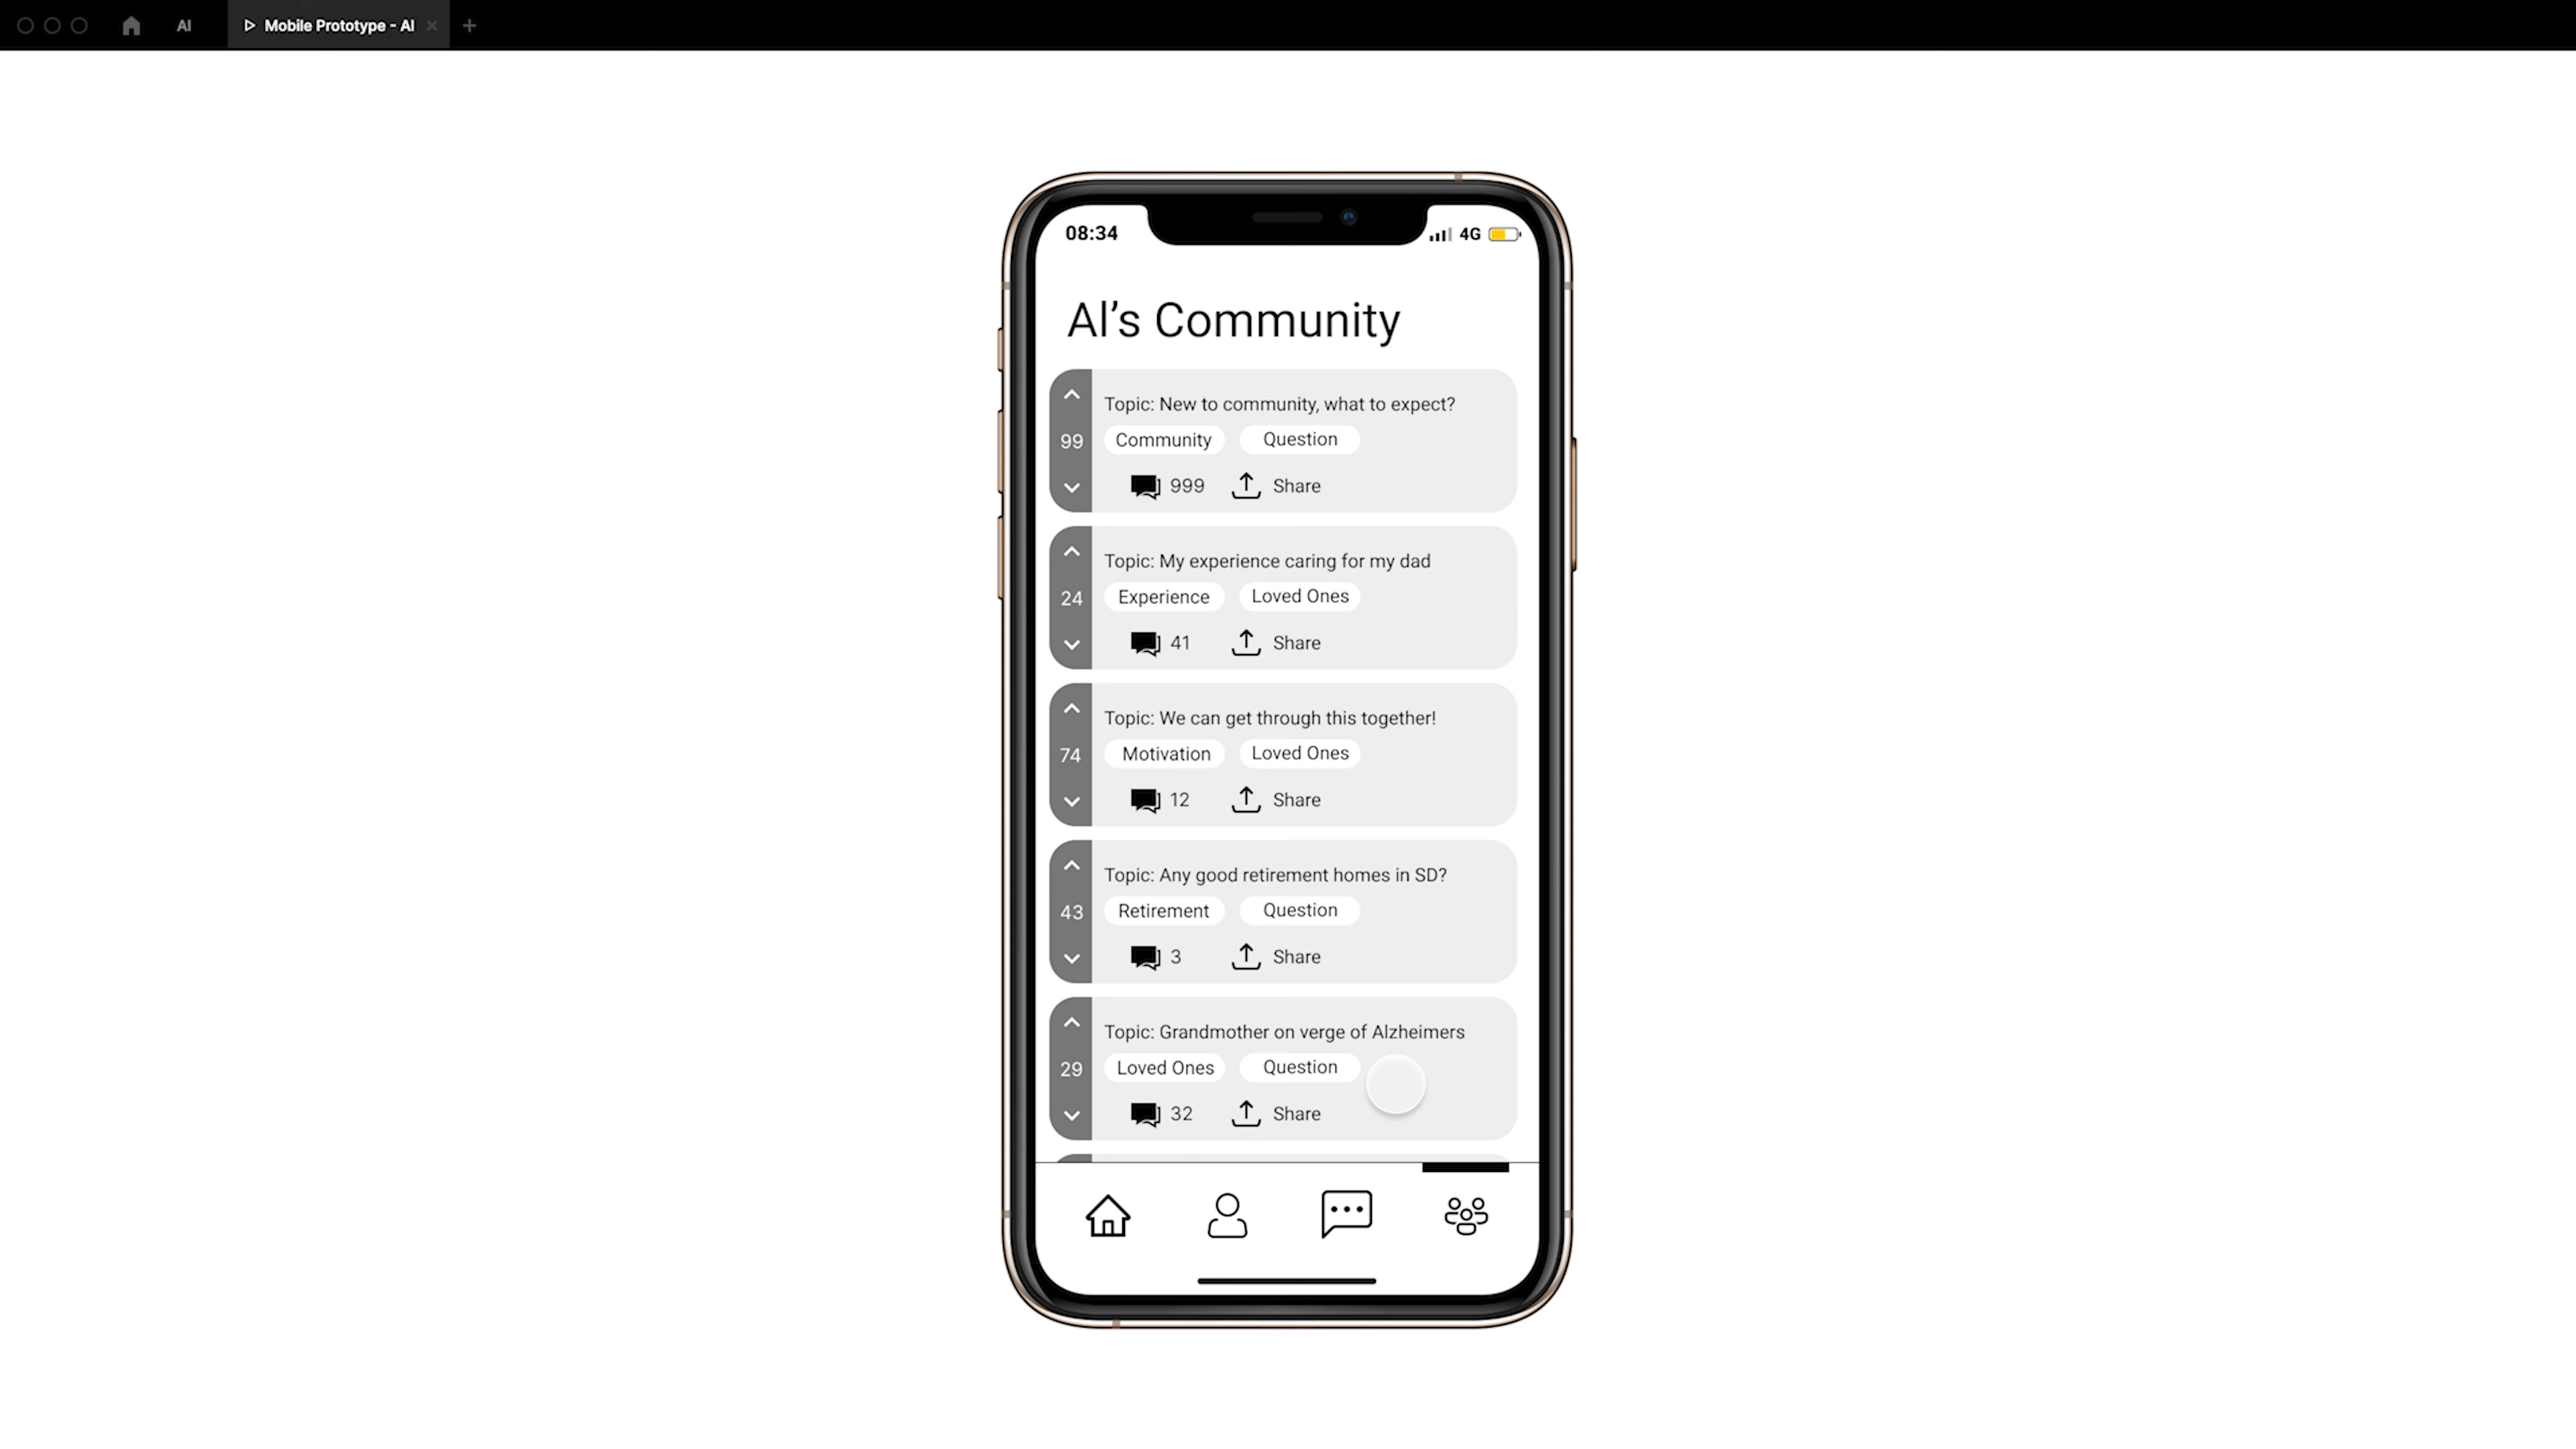 Al
Mobile Prototype - Al
08:34
4G
Al's Community
Topic: New to community, what to expect?
99
Community
Question
999
Share
Topic: My experience caring for my dad
24
Experience
Loved Ones
41
Share
Topic: We can get through this together!
74
Motivation
Loved Ones
12
Share
Topic: Any good retirement homes in SD?
43
Retirement
Question
3
Share
Topic: Grandmother on verge of Alzheimers
29
Loved Ones
Question
32
Share